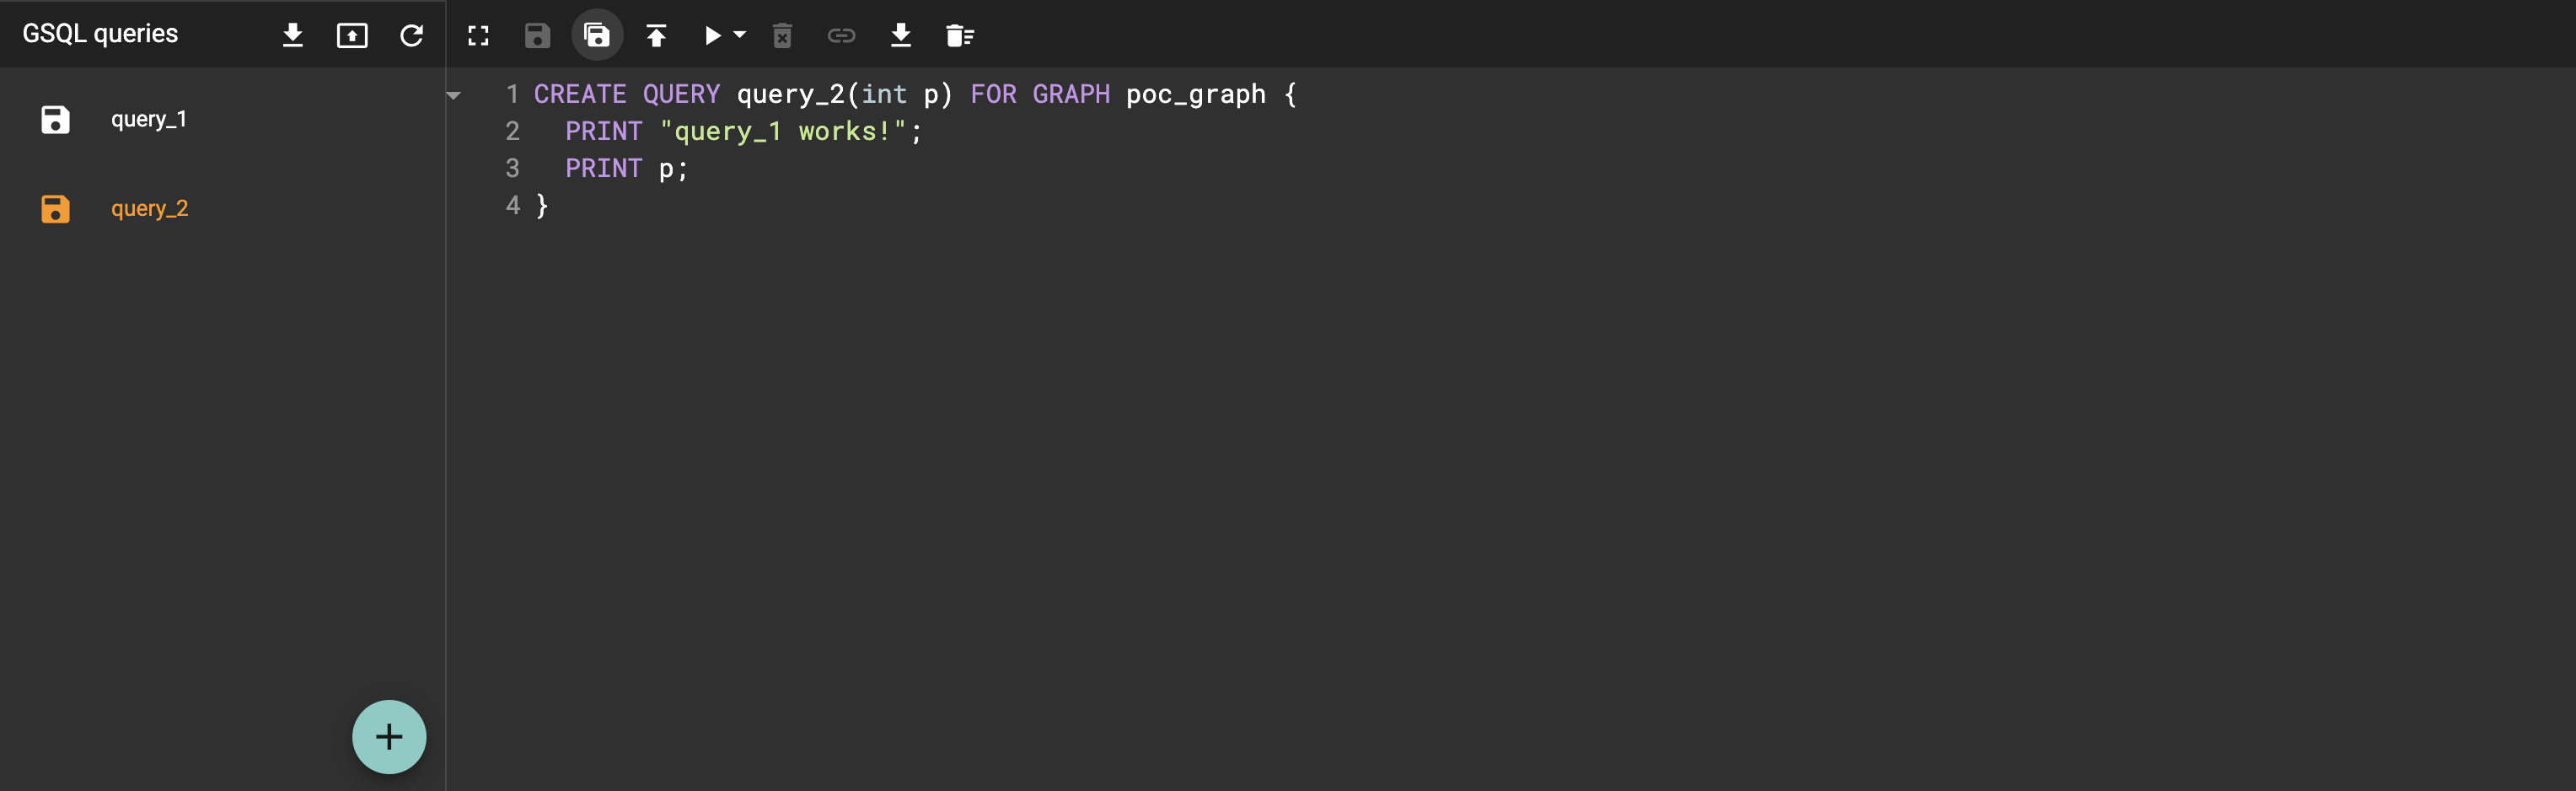 GSQL queries
query_1
query_2
1 CREATE QUERY query_2(int p) FOR GRAPH poc_graph {
2   PRINT "query_1 works!";
3   PRINT p;
4 }